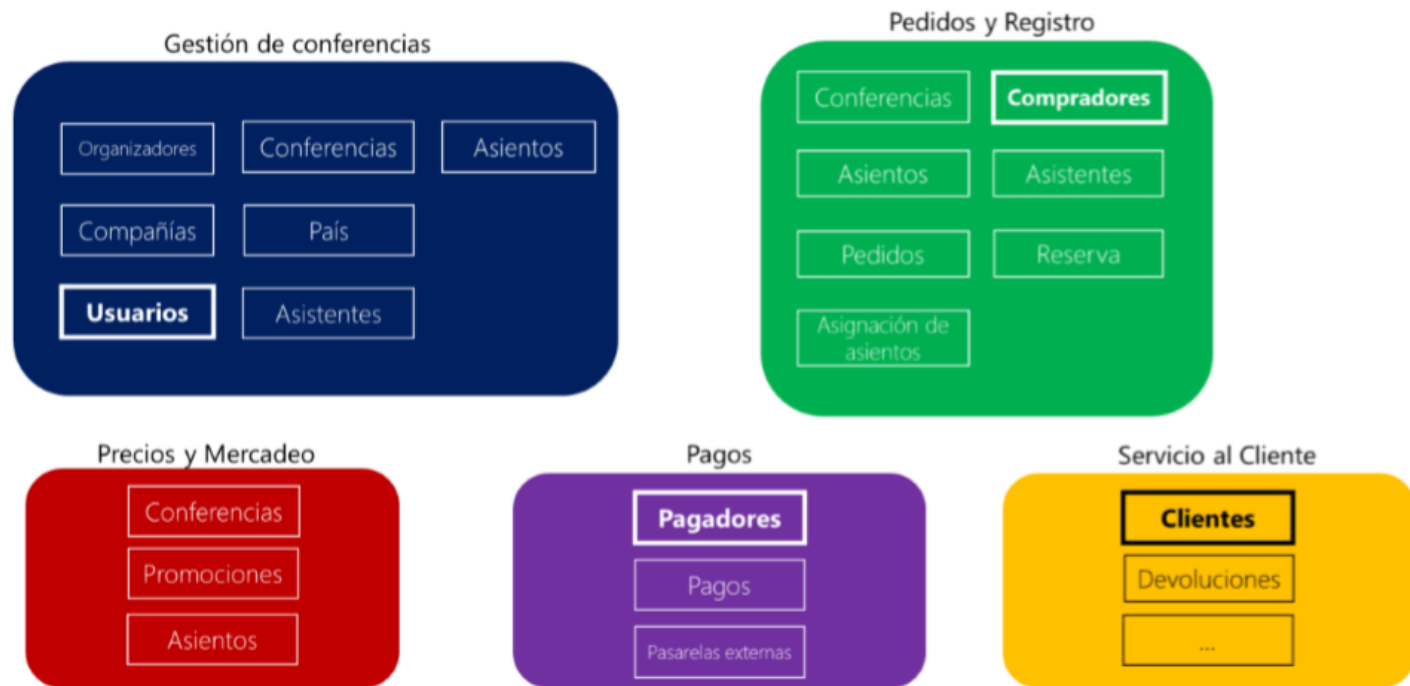 Gestión de conferencias
Organizadores
Conferencias
Asientos
Compañías
País
Usuarios
Asistentes
Pedidos y Registro
Conferencias
Compradores
Asientos
Asistentes
Pedidos
Reserva
Asignación de
asientos
Precios y Mercadeo
Conferencias
Promociones
Asientos
Pagos
Pagadores
Pagos
Pasarelas externas
Servicio al Cliente
Clientes
Devoluciones
...